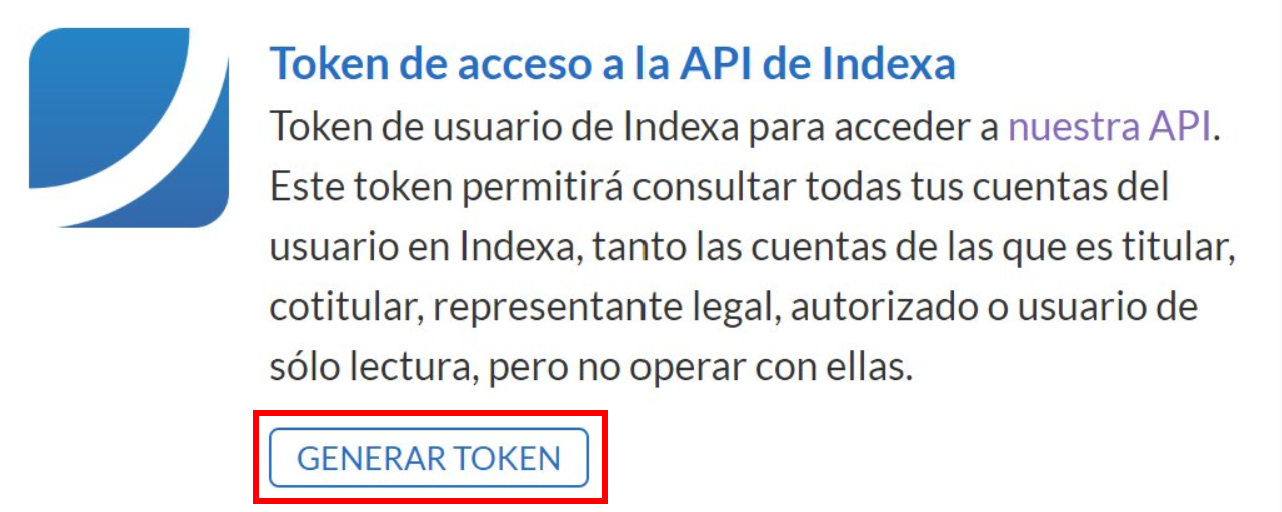 Token de acceso a la API de Indexa
Token de usuario de Indexa para acceder a nuestra API.
Este token permitirá consultar todas tus cuentas del
usuario en Indexa, tanto las cuentas de las que es titular,
cotitular, representante legal, autorizado o usuario de
sólo lectura, pero no operar con ellas.
GENERAR TOKEN